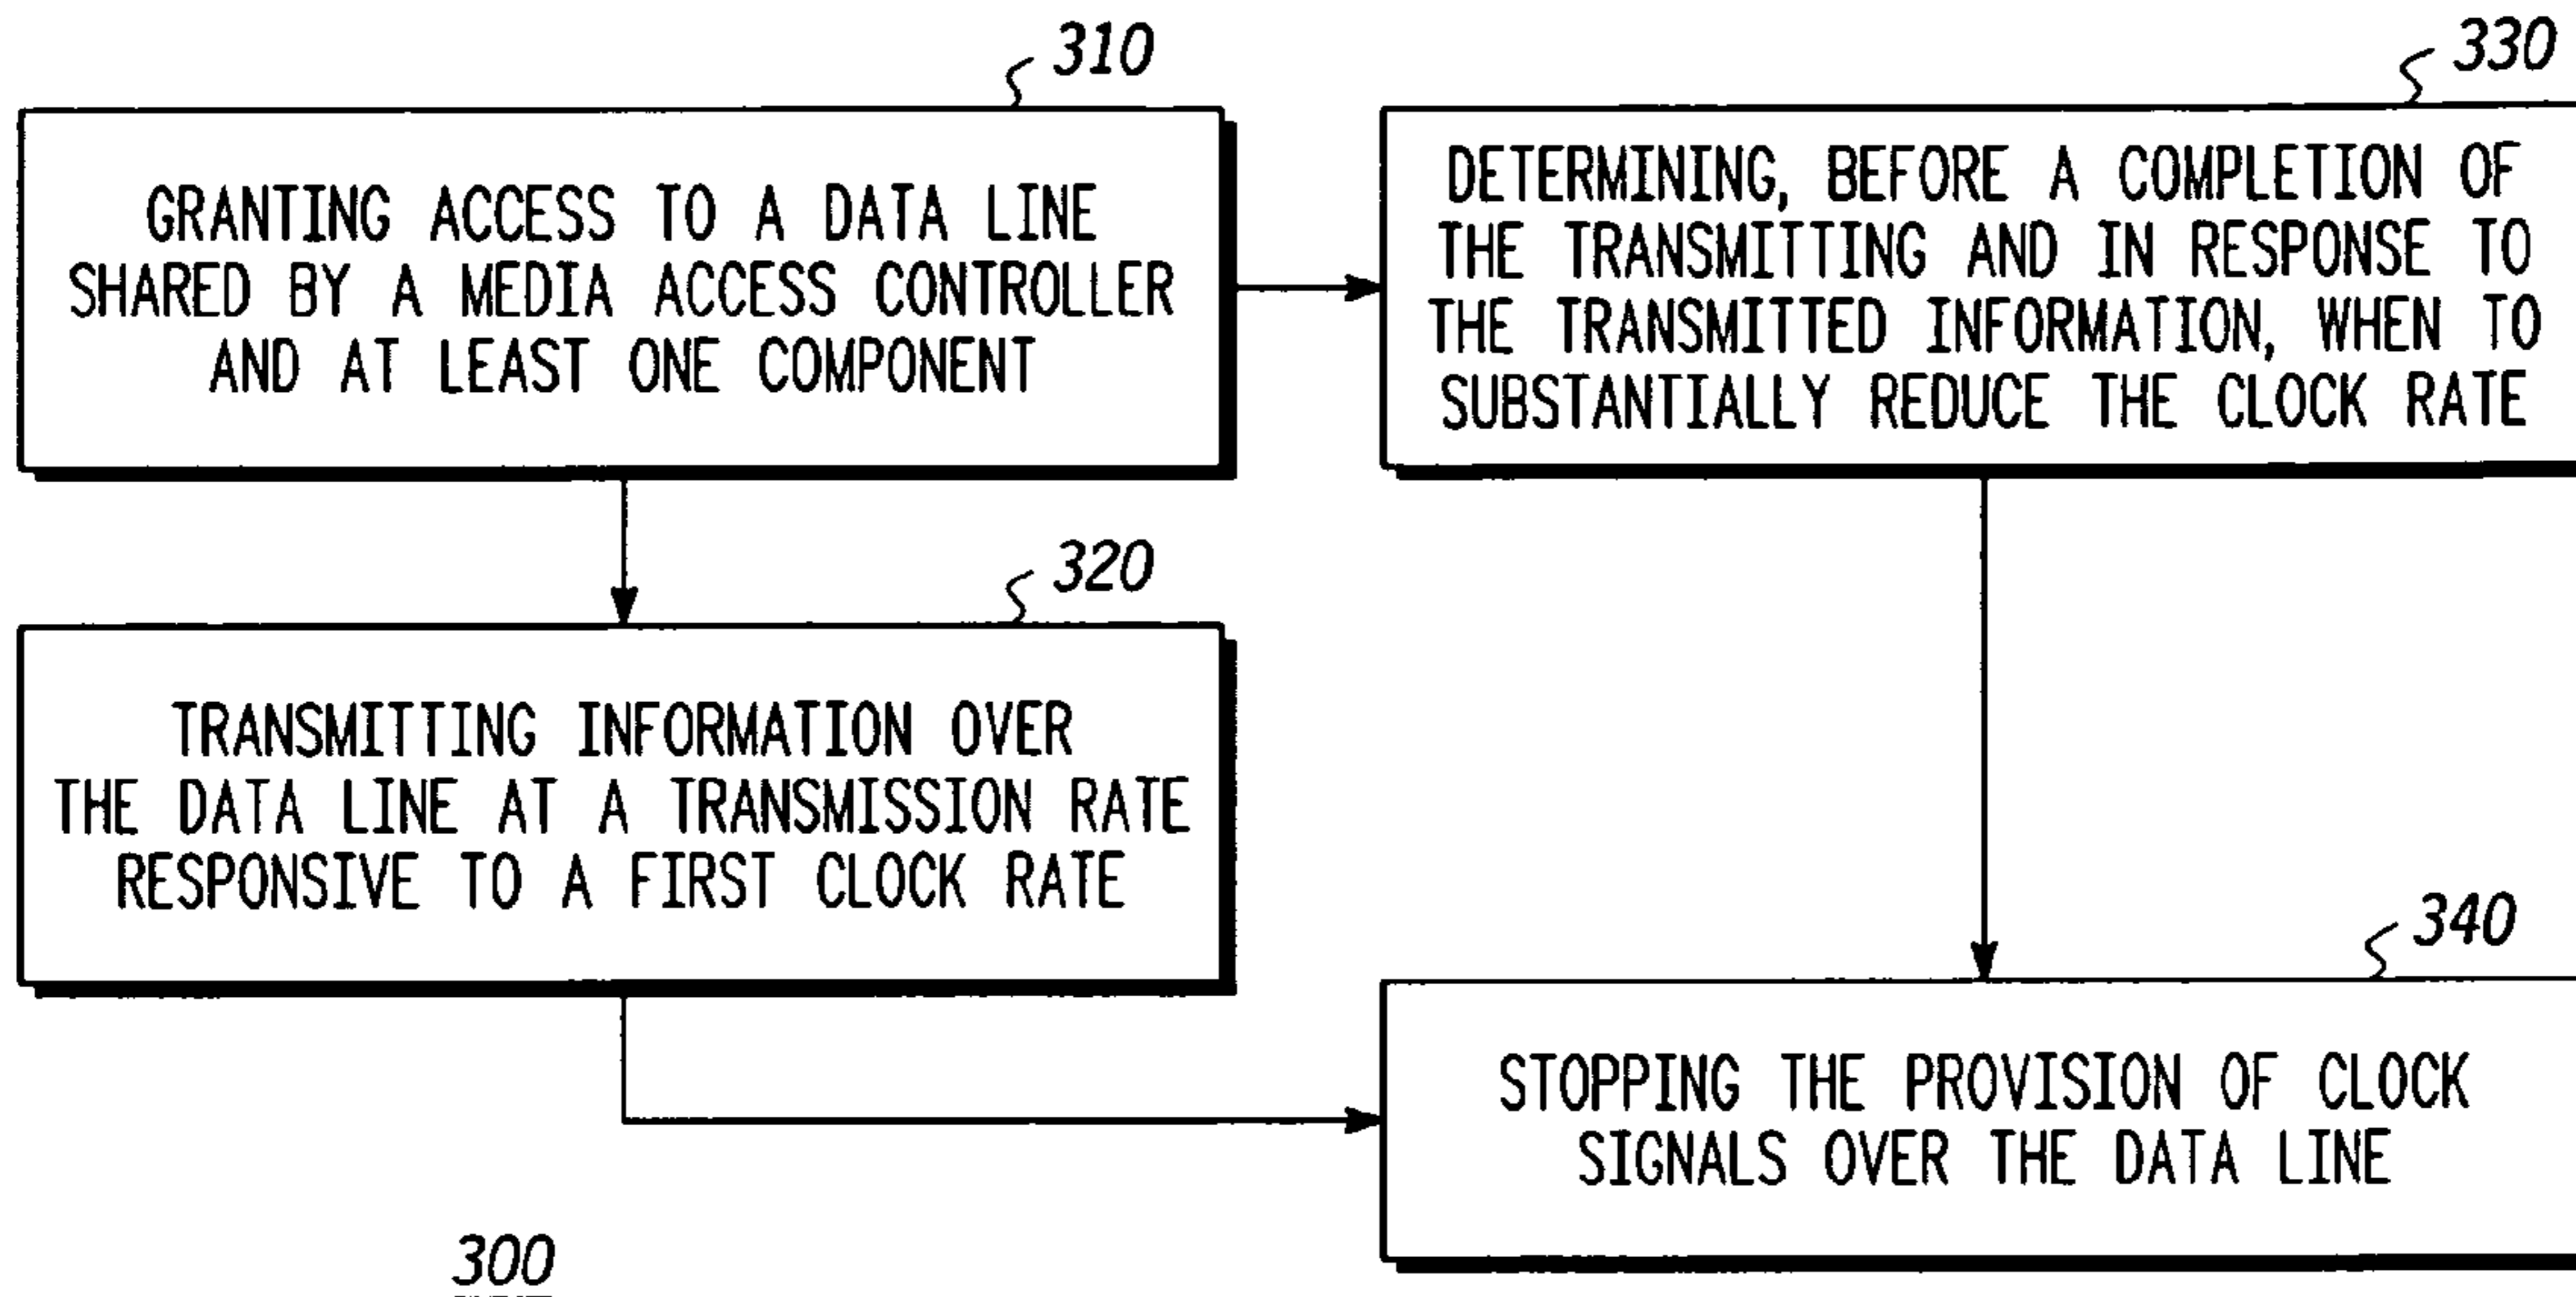 310
GRANTING ACCESS TO A DATA LINE
SHARED BY A MEDIA ACCESS CONTROLLER
AND AT LEAST ONE COMPONENT
330
DETERMINING, BEFORE A COMPLETION OF
THE TRANSMITTING AND IN RESPONSE TO
THE TRANSMITTED INFORMATION, WHEN TO
SUBSTANTIALLY REDUCE THE CLOCK RATE
320
TRANSMITTING INFORMATION OVER
THE DATA LINE AT A TRANSMISSION RATE
RESPONSIVE TO A FIRST CLOCK RATE
340
STOPPING THE PROVISION OF CLOCK
SIGNALS OVER THE DATA LINE
300